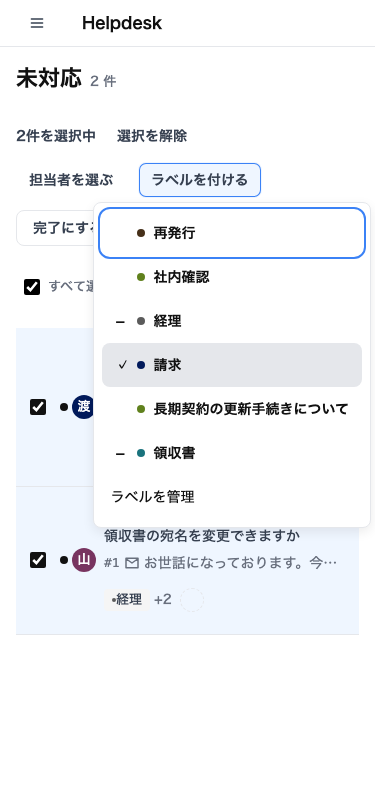 Helpdesk
未対応 2 件
2件を選択中 選択を解除
担当者を選ぶ ラベルを付ける
完了にす
再発行
社内確認
すべて
– 経理
✓ 請求
渡
長期契約の更新手続きについて
– 領収書
ラベルを管理
領収書の宛名を変更できますか
山
#1 お世話になっております。今…
経理 +2